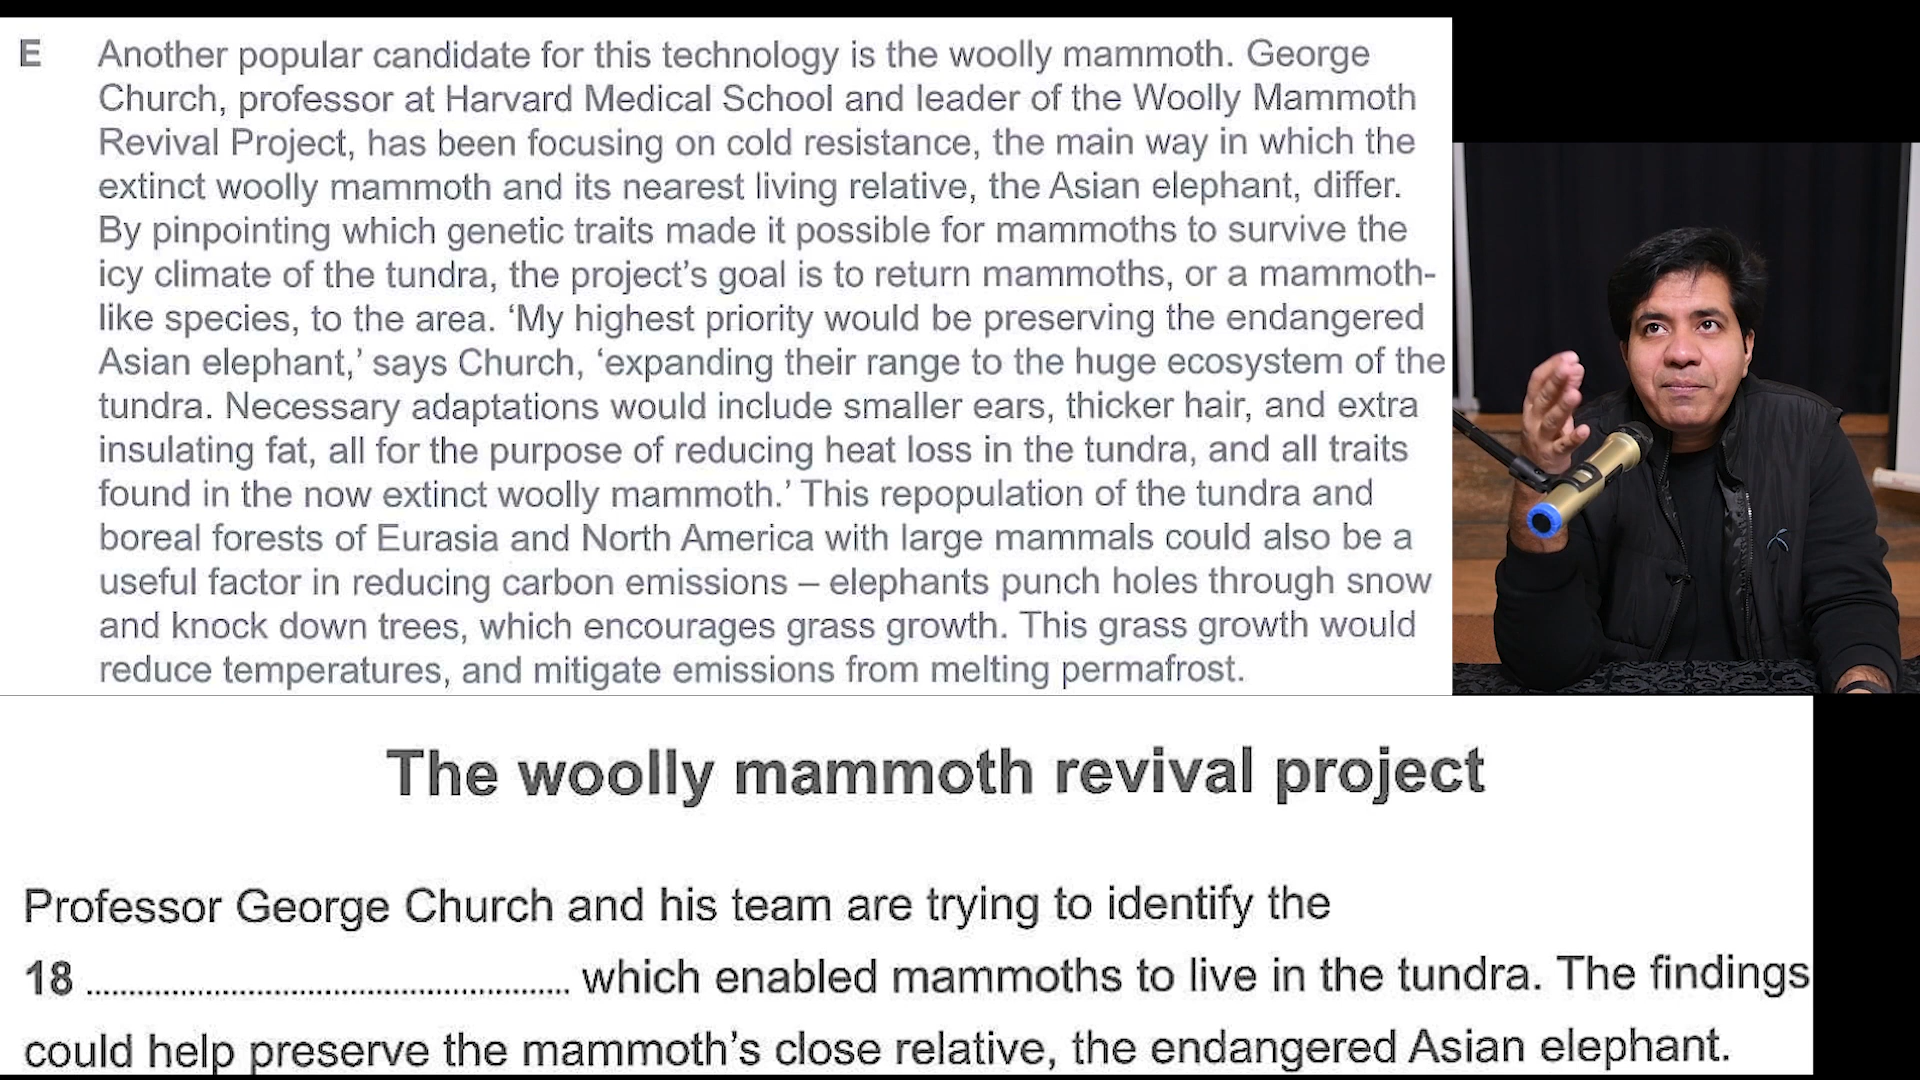 E Another popular candidate for this technology is the woolly mammoth. George
Church, professor at Harvard Medical School and leader of the Woolly Mammoth
Revival Project, has been focusing on cold resistance, the main way in which the
extinct woolly mammoth and its nearest living relative, the Asian elephant, differ.
By pinpointing which genetic traits made it possible for mammoths to survive the
icy climate of the tundra, the project's goal is to return mammoths, or a mammoth-
like species, to the area. ‘My highest priority would be preserving the endangered
Asian elephant,’ says Church, ‘expanding their range to the huge ecosystem of the
tundra. Necessary adaptations would include smaller ears, thicker hair, and extra
insulating fat, all for the purpose of reducing heat loss in the tundra, and all traits
found in the now extinct woolly mammoth.’ This repopulation of the tundra and
boreal forests of Eurasia and North America with large mammals could also be a
useful factor in reducing carbon emissions – elephants punch holes through snow
and knock down trees, which encourages grass growth. This grass growth would
reduce temperatures, and mitigate emissions from melting permafrost.
The woolly mammoth revival project
Professor George Church and his team are trying to identify the
18 ........................................................ which enabled mammoths to live in the tundra. The findings
could help preserve the mammoth's close relative, the endangered Asian elephant.